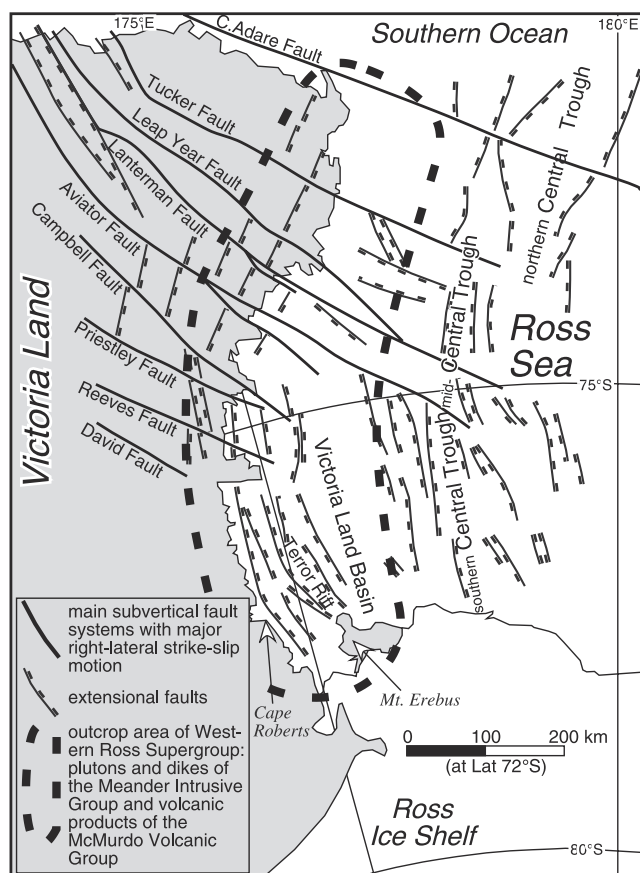 175°E
180°E
C.Adare Fault
Southern Ocean
Tucker Fault
Leap Year Fault
Lanterman Fault
Aviator Fault
Campbell Fault
Priestley Fault
Reeves Fault
David Fault
Victoria Land
northern Central Trough
Ross
Sea
mid- Central Trough
75°S
southern Central Trough
Victoria Land Basin
Terror Rift
Cape
Roberts
Mt. Erebus
0 100 200 km
(at Lat 72°S)
Ross
Ice Shelf
80°S
main subvertical fault
systems with major
right-lateral strike-slip
motion
extensional faults
outcrop area of West-
ern Ross Supergroup:
plutons and dikes of
the Meander Intrusive
Group and volcanic
products of the
McMurdo Volcanic
Group